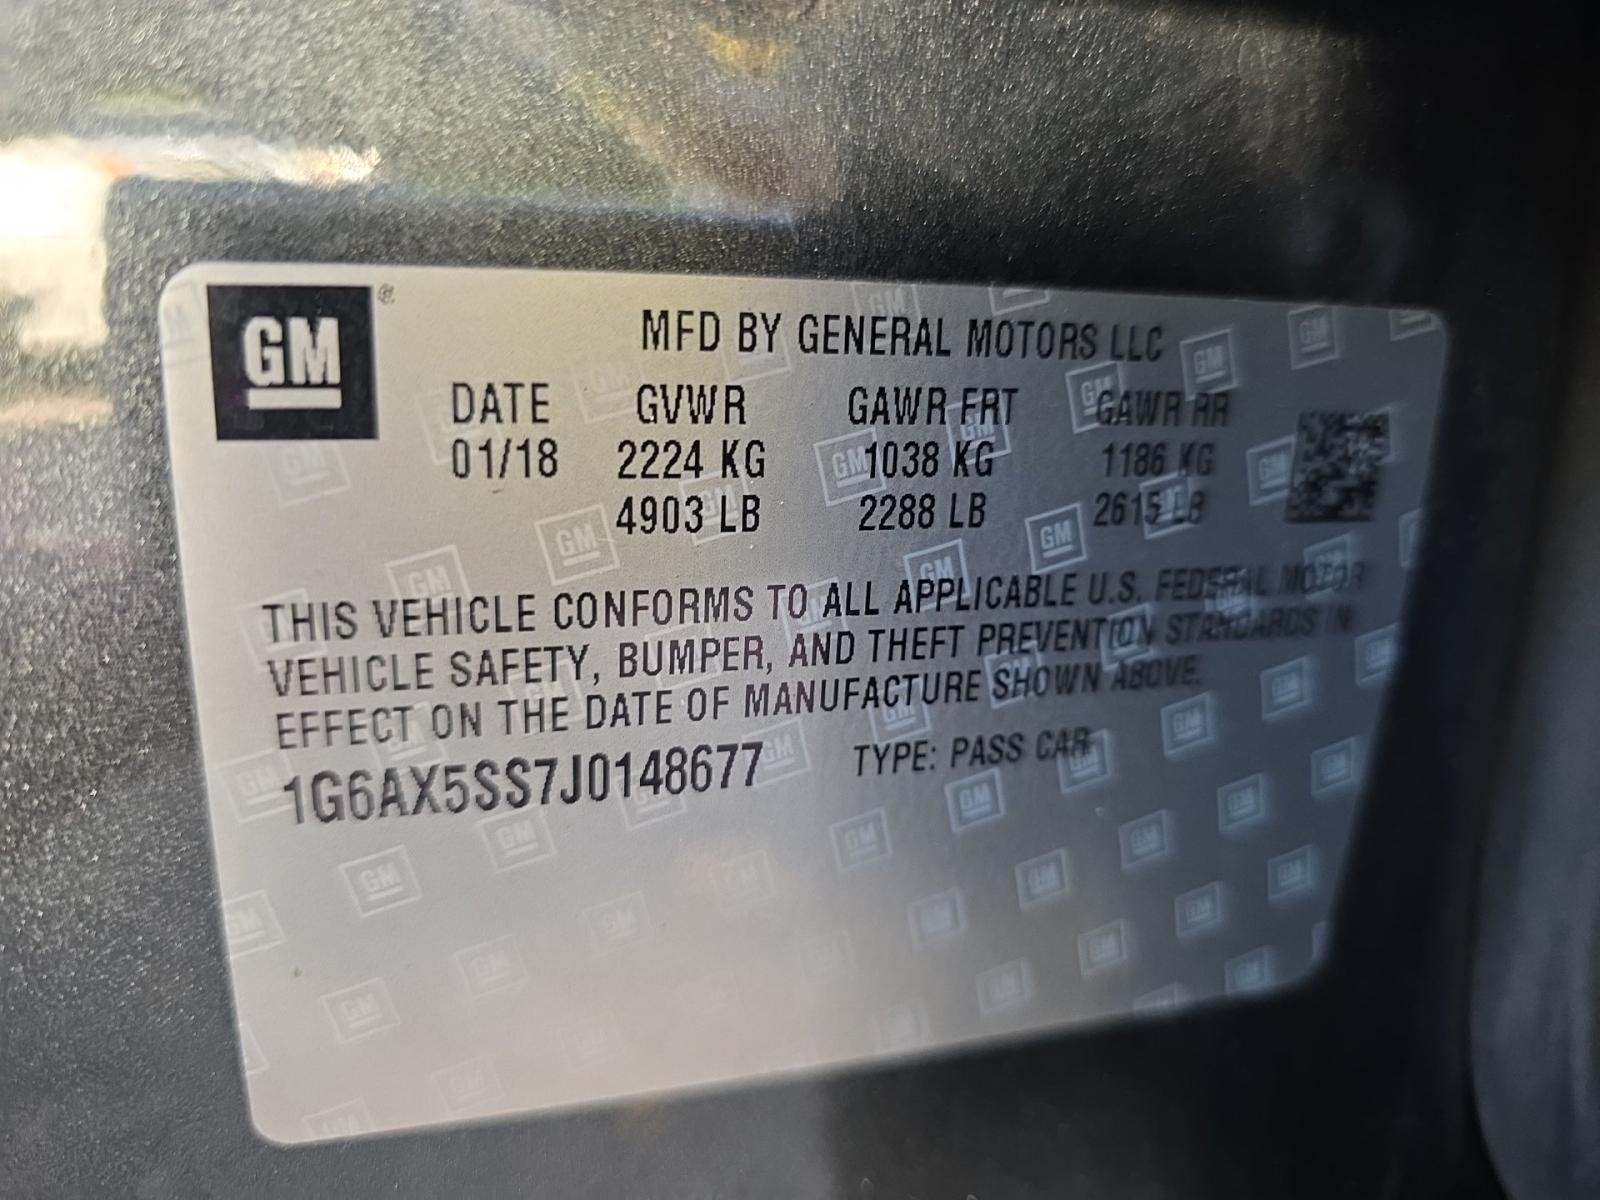 GM
MFD BY GENERAL MOTORS LLC
DATE GVWR GAWR FRT GAWR RR
01/18 2224 KG 1038 KG 1186 KG
4903 LB 2288 LB 2615 LB
THIS VEHICLE CONFORMS TO ALL APPLICABLE U.S. FEDERAL MOTOR
VEHICLE SAFETY, BUMPER, AND THEFT PREVENTION STANDARDS IN
EFFECT ON THE DATE OF MANUFACTURE SHOWN ABOVE.
1G6AX5SS7J0148677 TYPE: PASS CAR